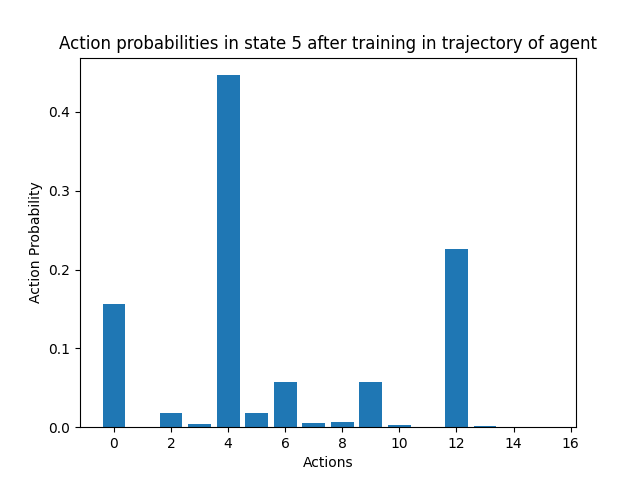 Action probabilities in state 5 after training in trajectory of agent
Action Probability
0.4
0.3
0.2
0.1
0.0
0 2 4 6 8 10 12 14 16
Actions